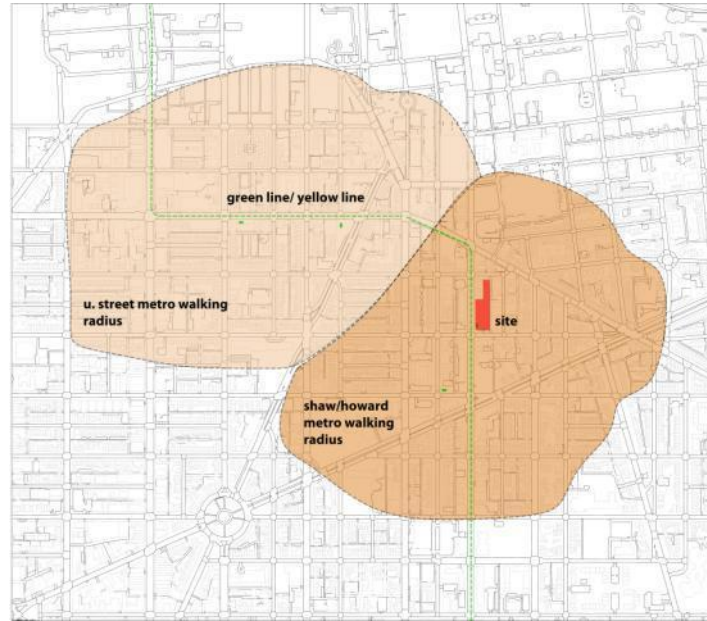 green line/ yellow line
u. street metro walking
radius
site
shaw/howard
metro walking
radius